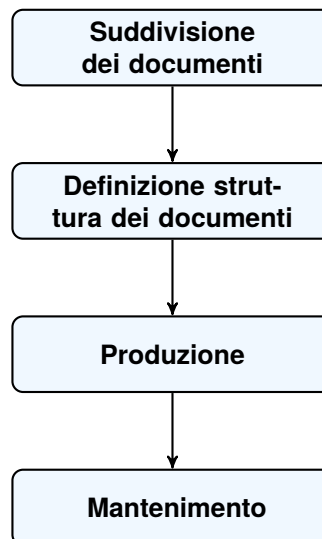 Suddivisione
dei documenti
Definizione strut-
tura dei documenti
Produzione
Mantenimento